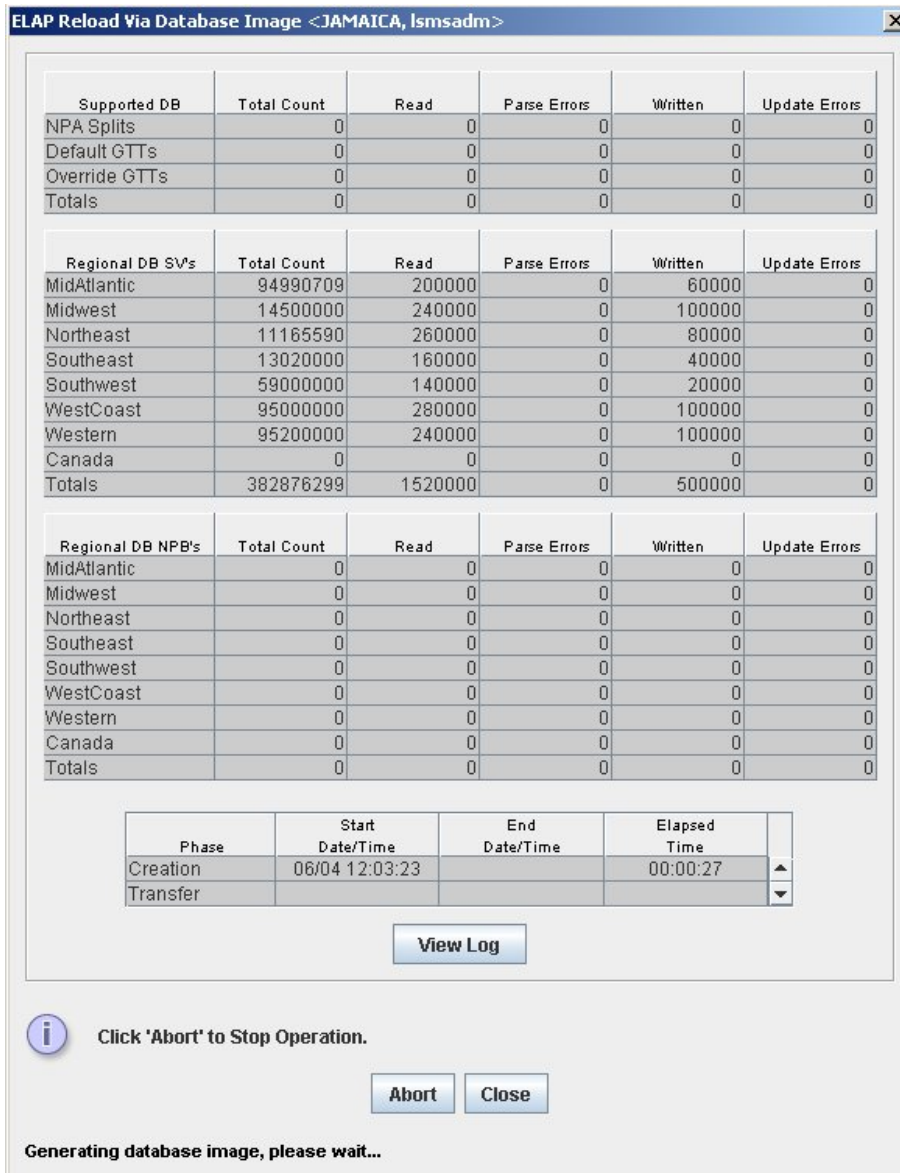 ELAP Reload Via Database Image <JAMAICA, lsmsadm>
Supported DB Total Count Read Parse Errors Written Update Errors
NPA Splits 0 0 0 0 0
Default GTTs 0 0 0 0 0
Override GTTs 0 0 0 0 0
Totals 0 0 0 0 0
Regional DB SV's Total Count Read Parse Errors Written Update Errors
MidAtlantic 94990709 200000 0 60000 0
Midwest 14500000 240000 0 100000 0
Northeast 11165590 260000 0 80000 0
Southeast 13020000 160000 0 40000 0
Southwest 59000000 140000 0 20000 0
WestCoast 95000000 280000 0 100000 0
Western 95200000 240000 0 100000 0
Canada 0 0 0 0 0
Totals 382876299 1520000 0 500000 0
Regional DB NPB's Total Count Read Parse Errors Written Update Errors
MidAtlantic 0 0 0 0 0
Midwest 0 0 0 0 0
Northeast 0 0 0 0 0
Southeast 0 0 0 0 0
Southwest 0 0 0 0 0
WestCoast 0 0 0 0 0
Western 0 0 0 0 0
Canada 0 0 0 0 0
Totals 0 0 0 0 0
Phase Start Date/Time End Date/Time Elapsed Time
Creation 06/04 12:03:23 00:00:27
Transfer
View Log
Click 'Abort' to Stop Operation.
Abort Close
Generating database image, please wait...